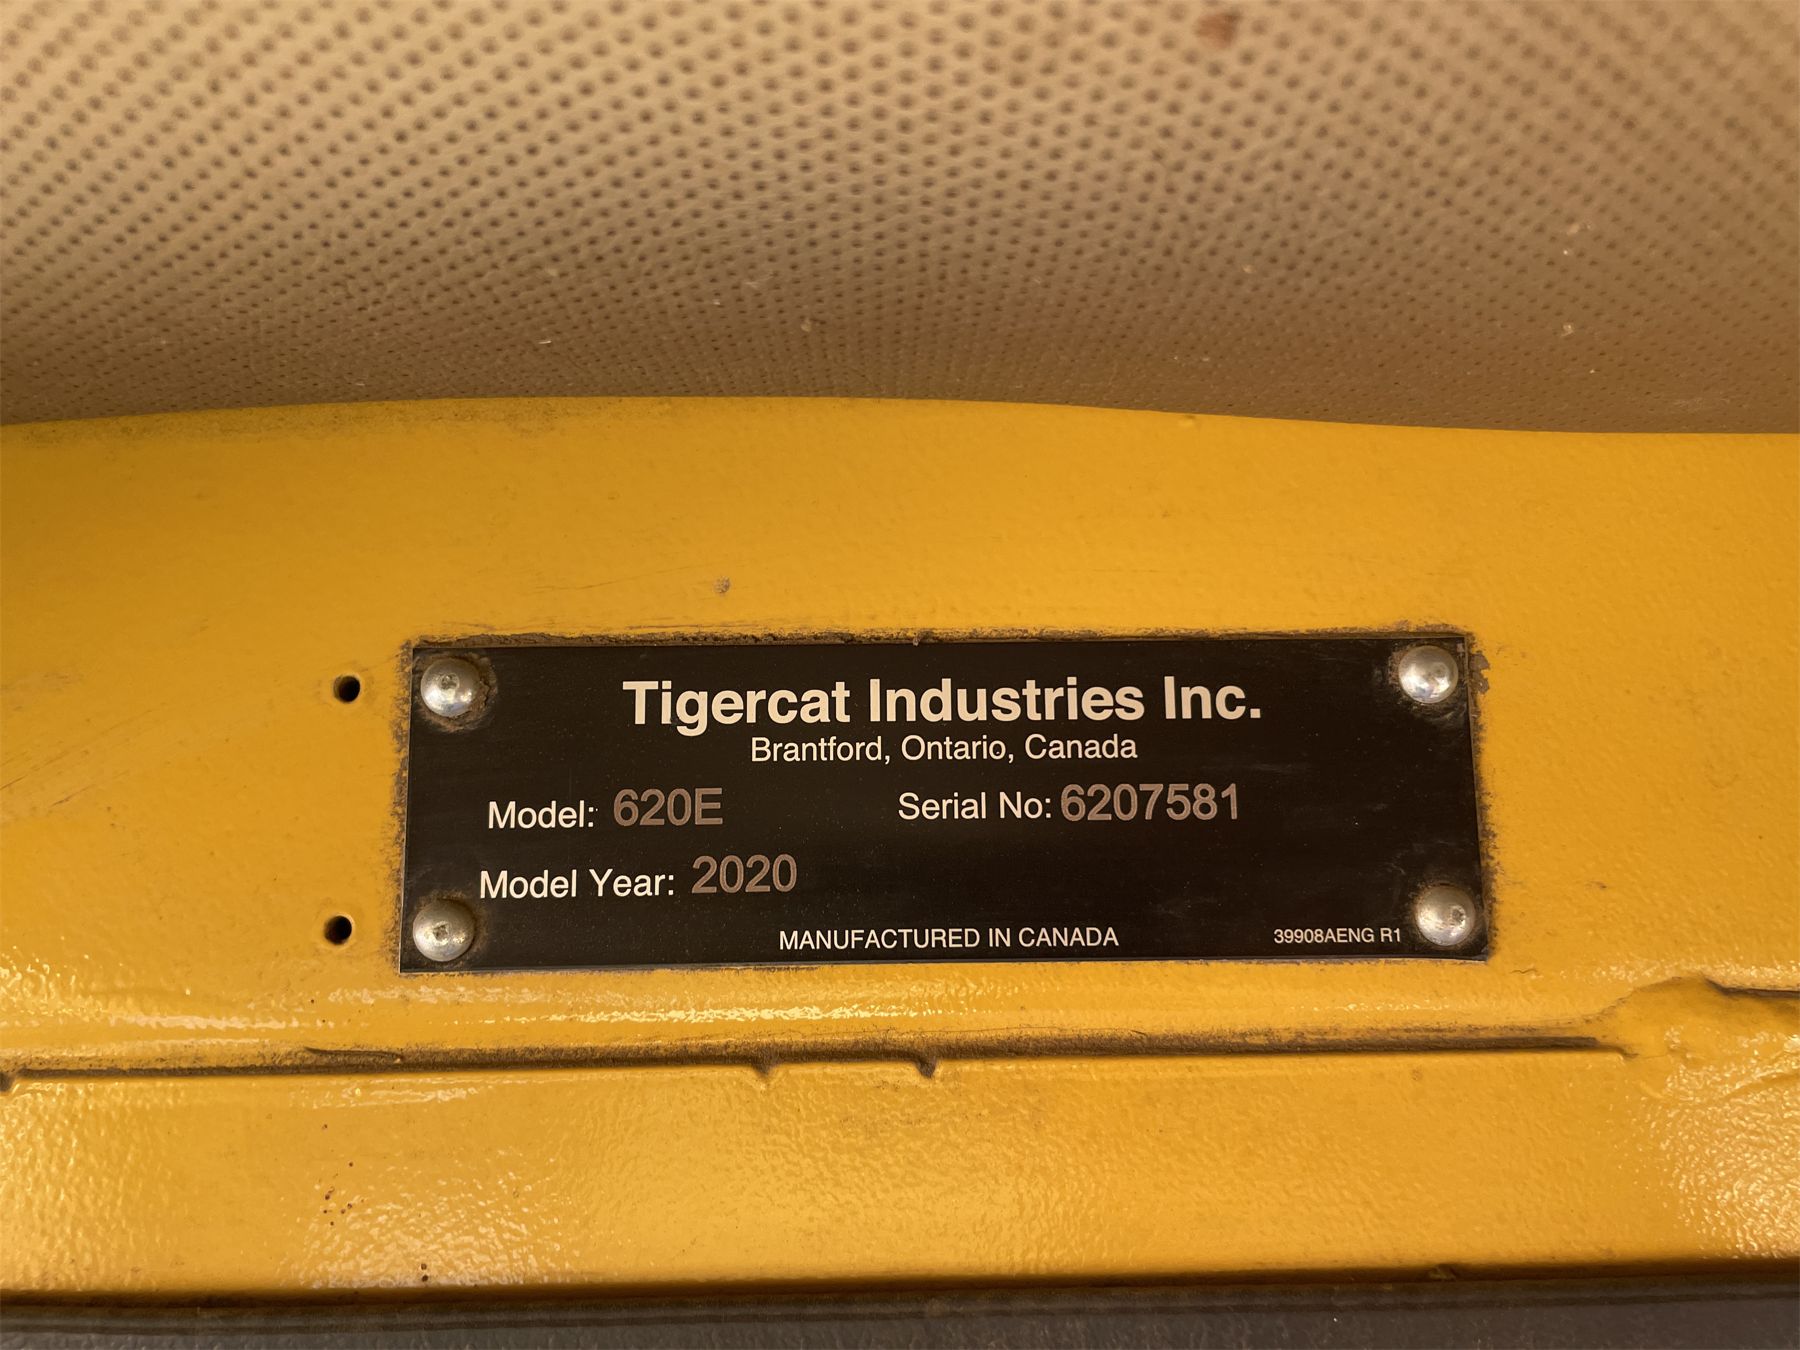 Tigercat Industries Inc.
Brantford, Ontario, Canada
Model: 620E Serial No: 6207581
Model Year: 2020
MANUFACTURED IN CANADA 39908AENG R1